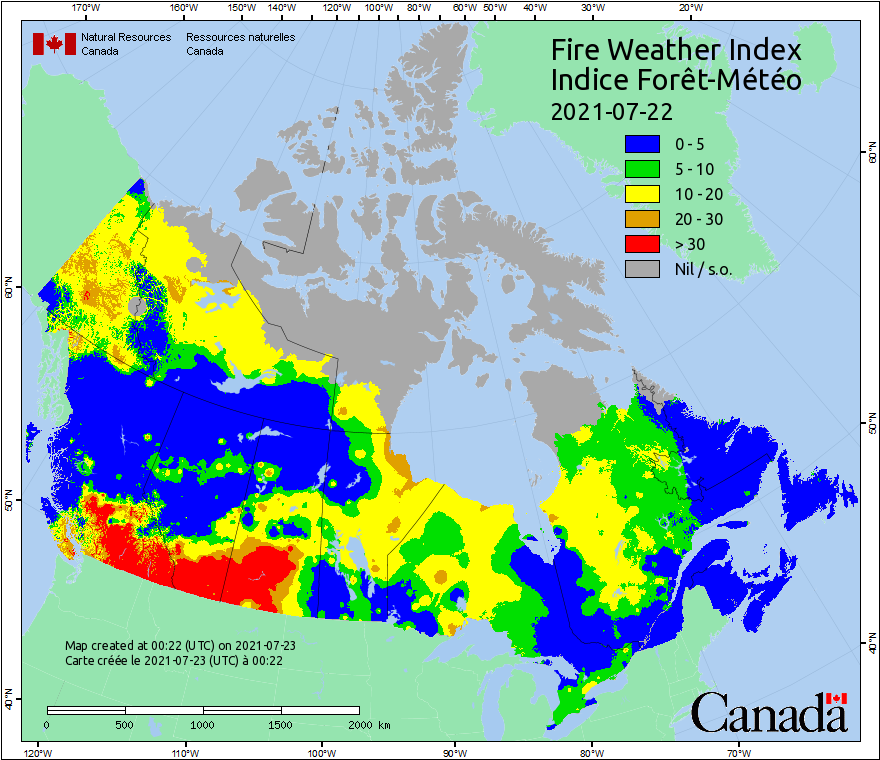 170°W 160°W 150°W 140°W 130°W 120°W 110°W 100°W 90°W 80°W 70°W 60°W 50°W 40°W 30°W 20°W
Natural Resources Ressources naturelles
Canada Canada
Fire Weather Index
Indice Forêt-Météo
2021-07-22
0 - 5
5 - 10
10 - 20
20 - 30
> 30
Nil / s.o.
60°N
60°N
50°N
50°N
40°N
40°N
Map created at 00:22 (UTC) on 2021-07-23
Carte créée le 2021-07-23 (UTC) à 00:22
0 500 1000 1500 2000 km
Canada
120°W 110°W 100°W 90°W 80°W 70°W